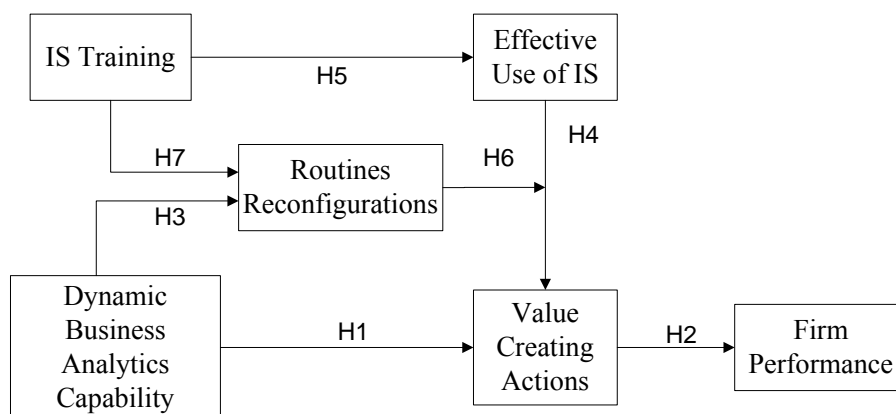 IS Training
H5
Effective
Use of IS
H4
H7
Routines
Reconfigurations
H6
H3
Dynamic
Business
Analytics
Capability
H1
Value
Creating
Actions
H2
Firm
Performance